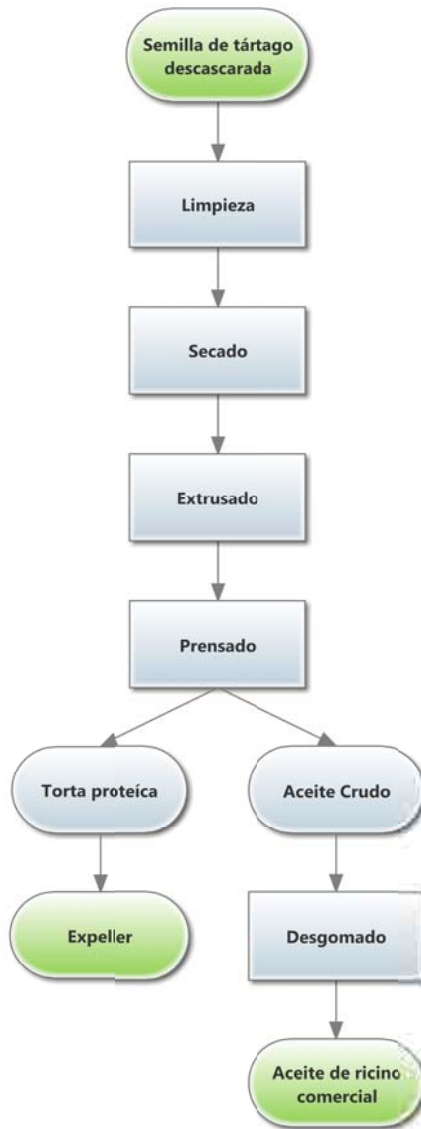 Semilla de tártago
descascarada
Limpieza
Secado
Extrusado
Prensado
Torta proteíca
Aceite Crudo
Expeller
Desgomado
Aceite de ricino
comercial